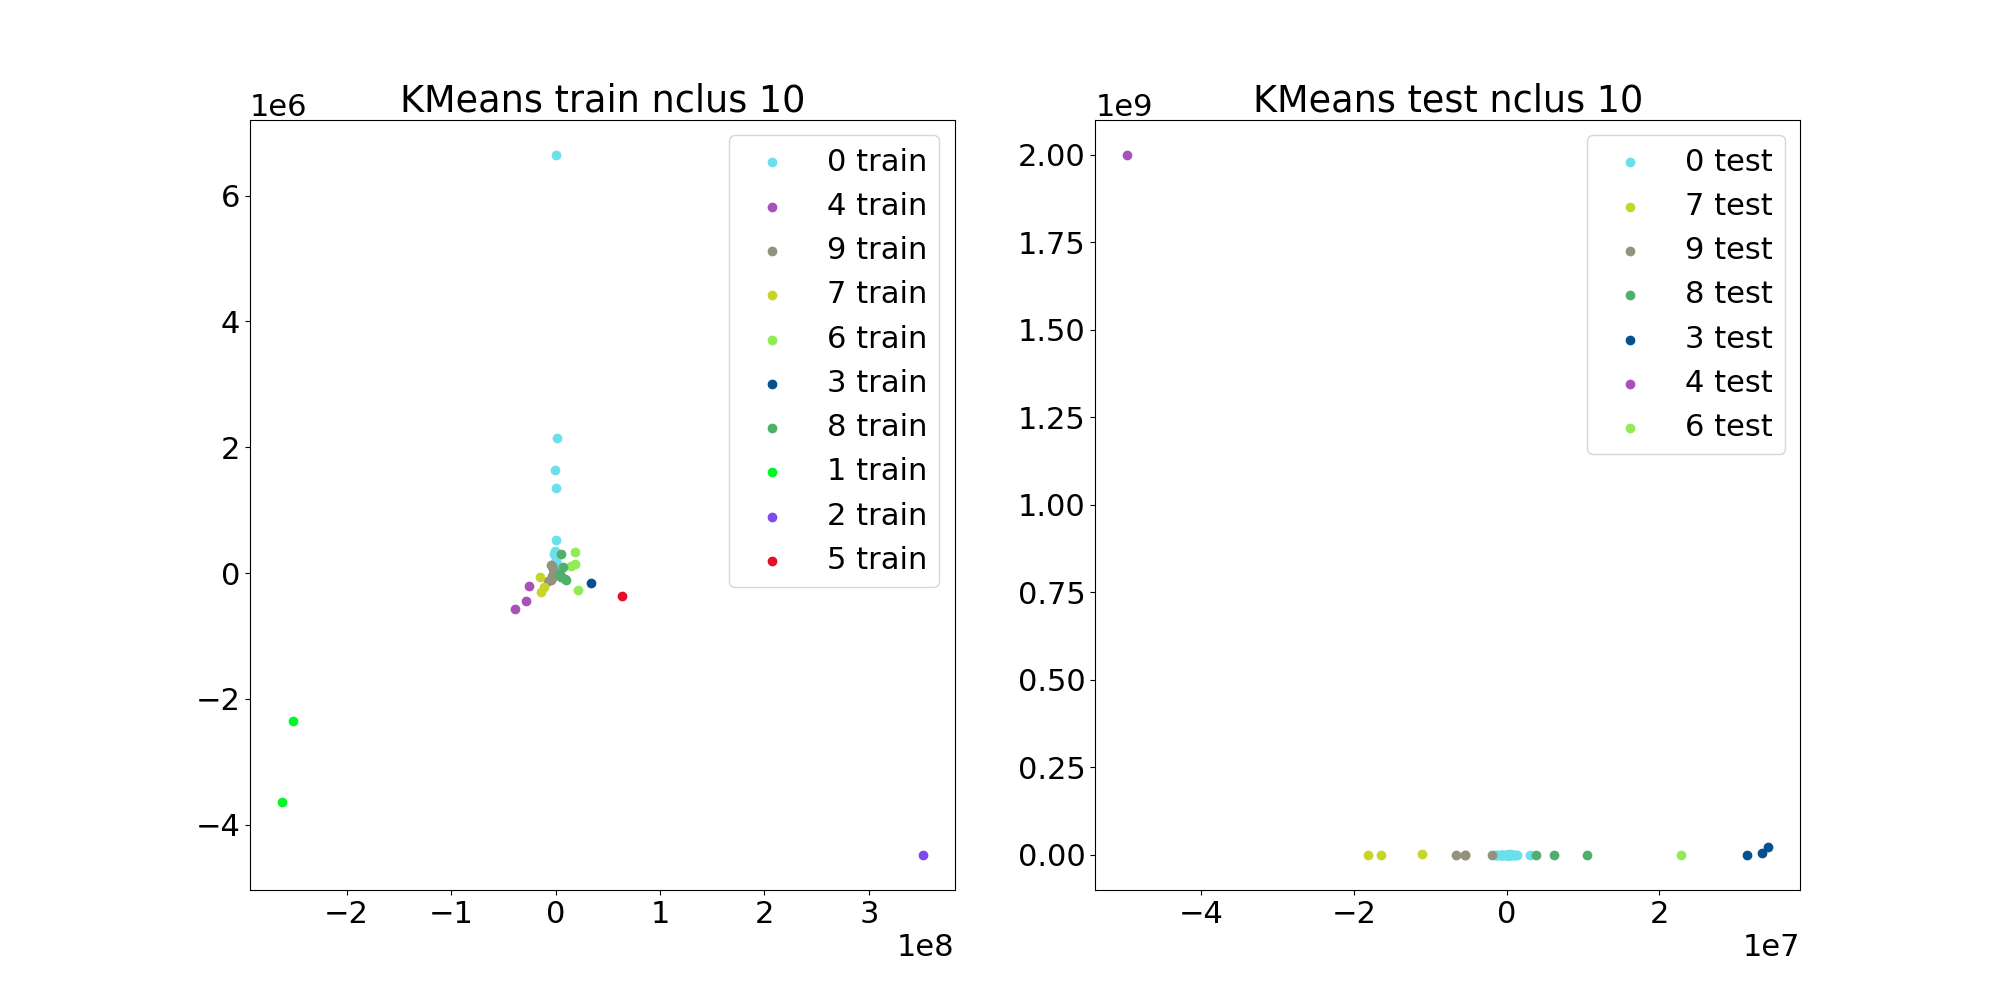 KMeans train nclus 10
1e6
6
4
2
0
−2
−4
−2
−1
0
1
2
3
1e8
0 train
4 train
9 train
7 train
6 train
3 train
8 train
1 train
2 train
5 train
KMeans test nclus 10
1e9
2.00
1.75
1.50
1.25
1.00
0.75
0.50
0.25
0.00
−4
−2
0
2
1e7
0 test
7 test
9 test
8 test
3 test
4 test
6 test